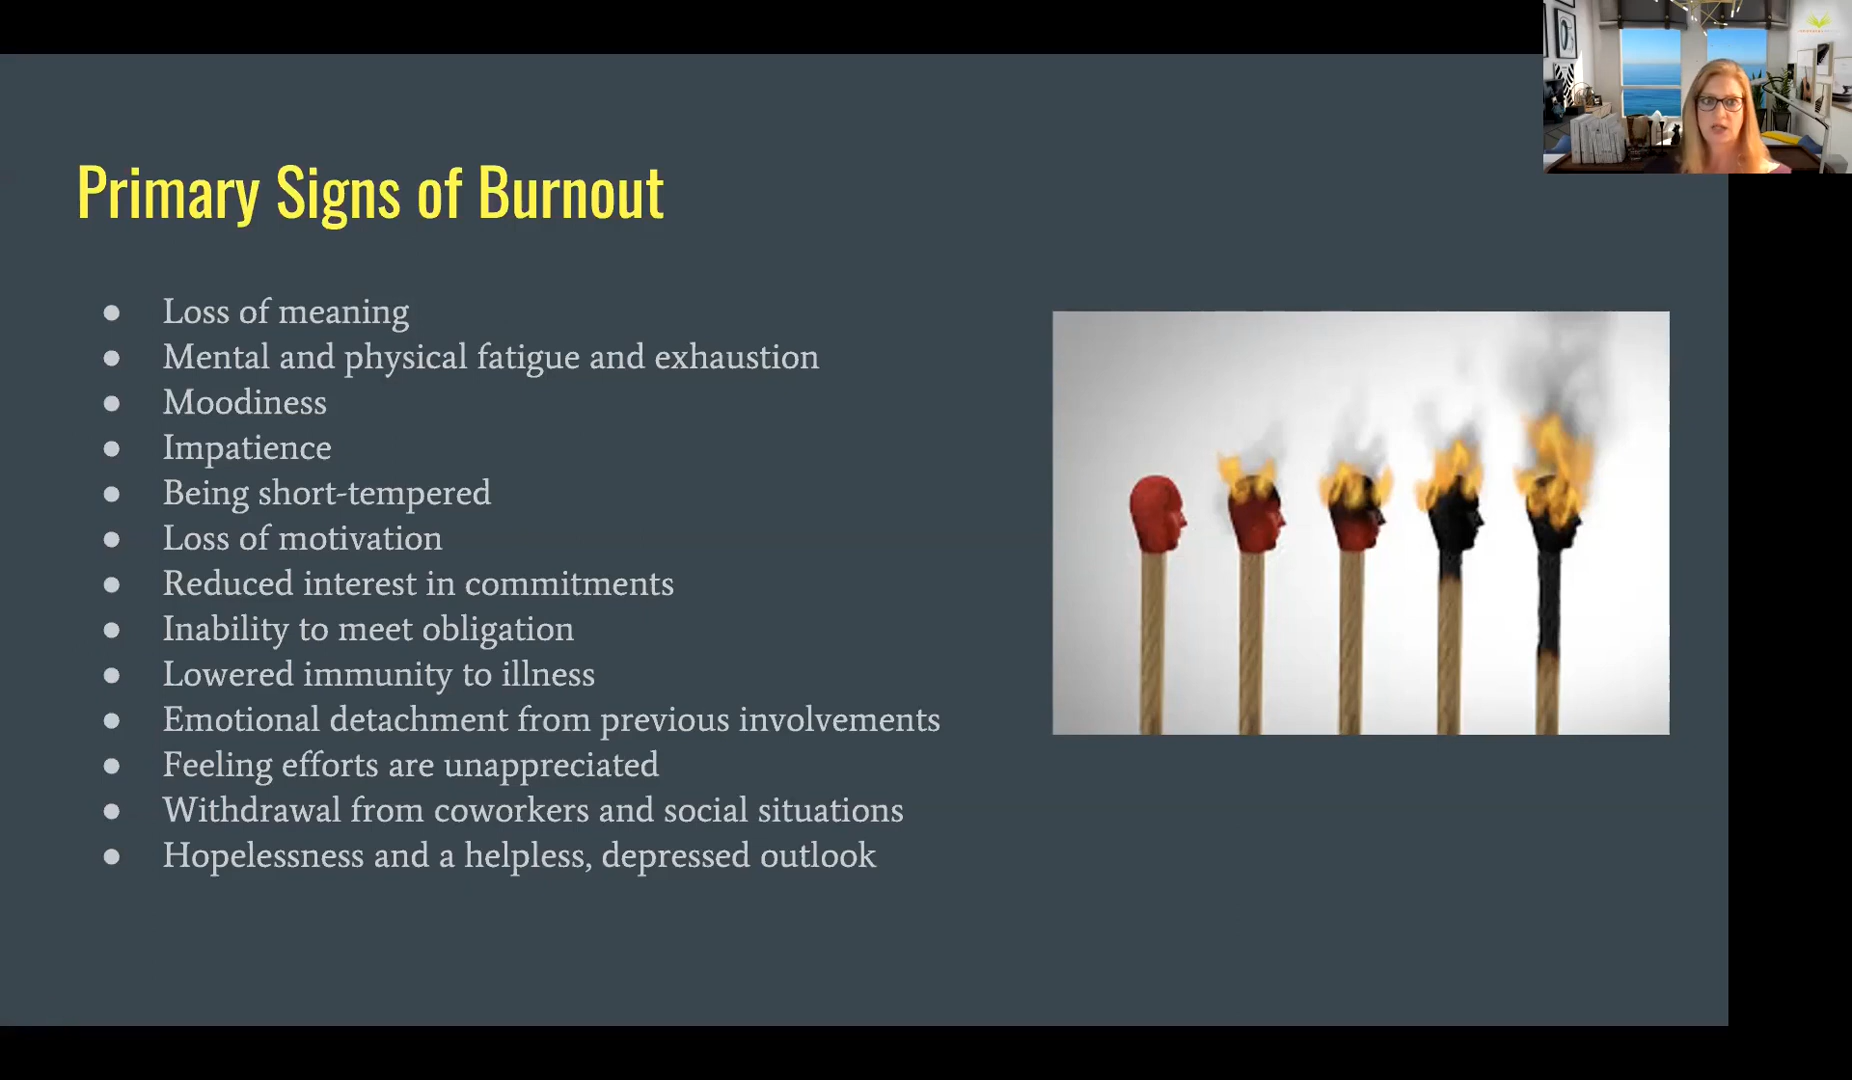 Primary Signs of Burnout
● Loss of meaning
● Mental and physical fatigue and exhaustion
● Moodiness
● Impatience
● Being short-tempered
● Loss of motivation
● Reduced interest in commitments
● Inability to meet obligation
● Lowered immunity to illness
● Emotional detachment from previous involvements
● Feeling efforts are unappreciated
● Withdrawal from coworkers and social situations
● Hopelessness and a helpless, depressed outlook